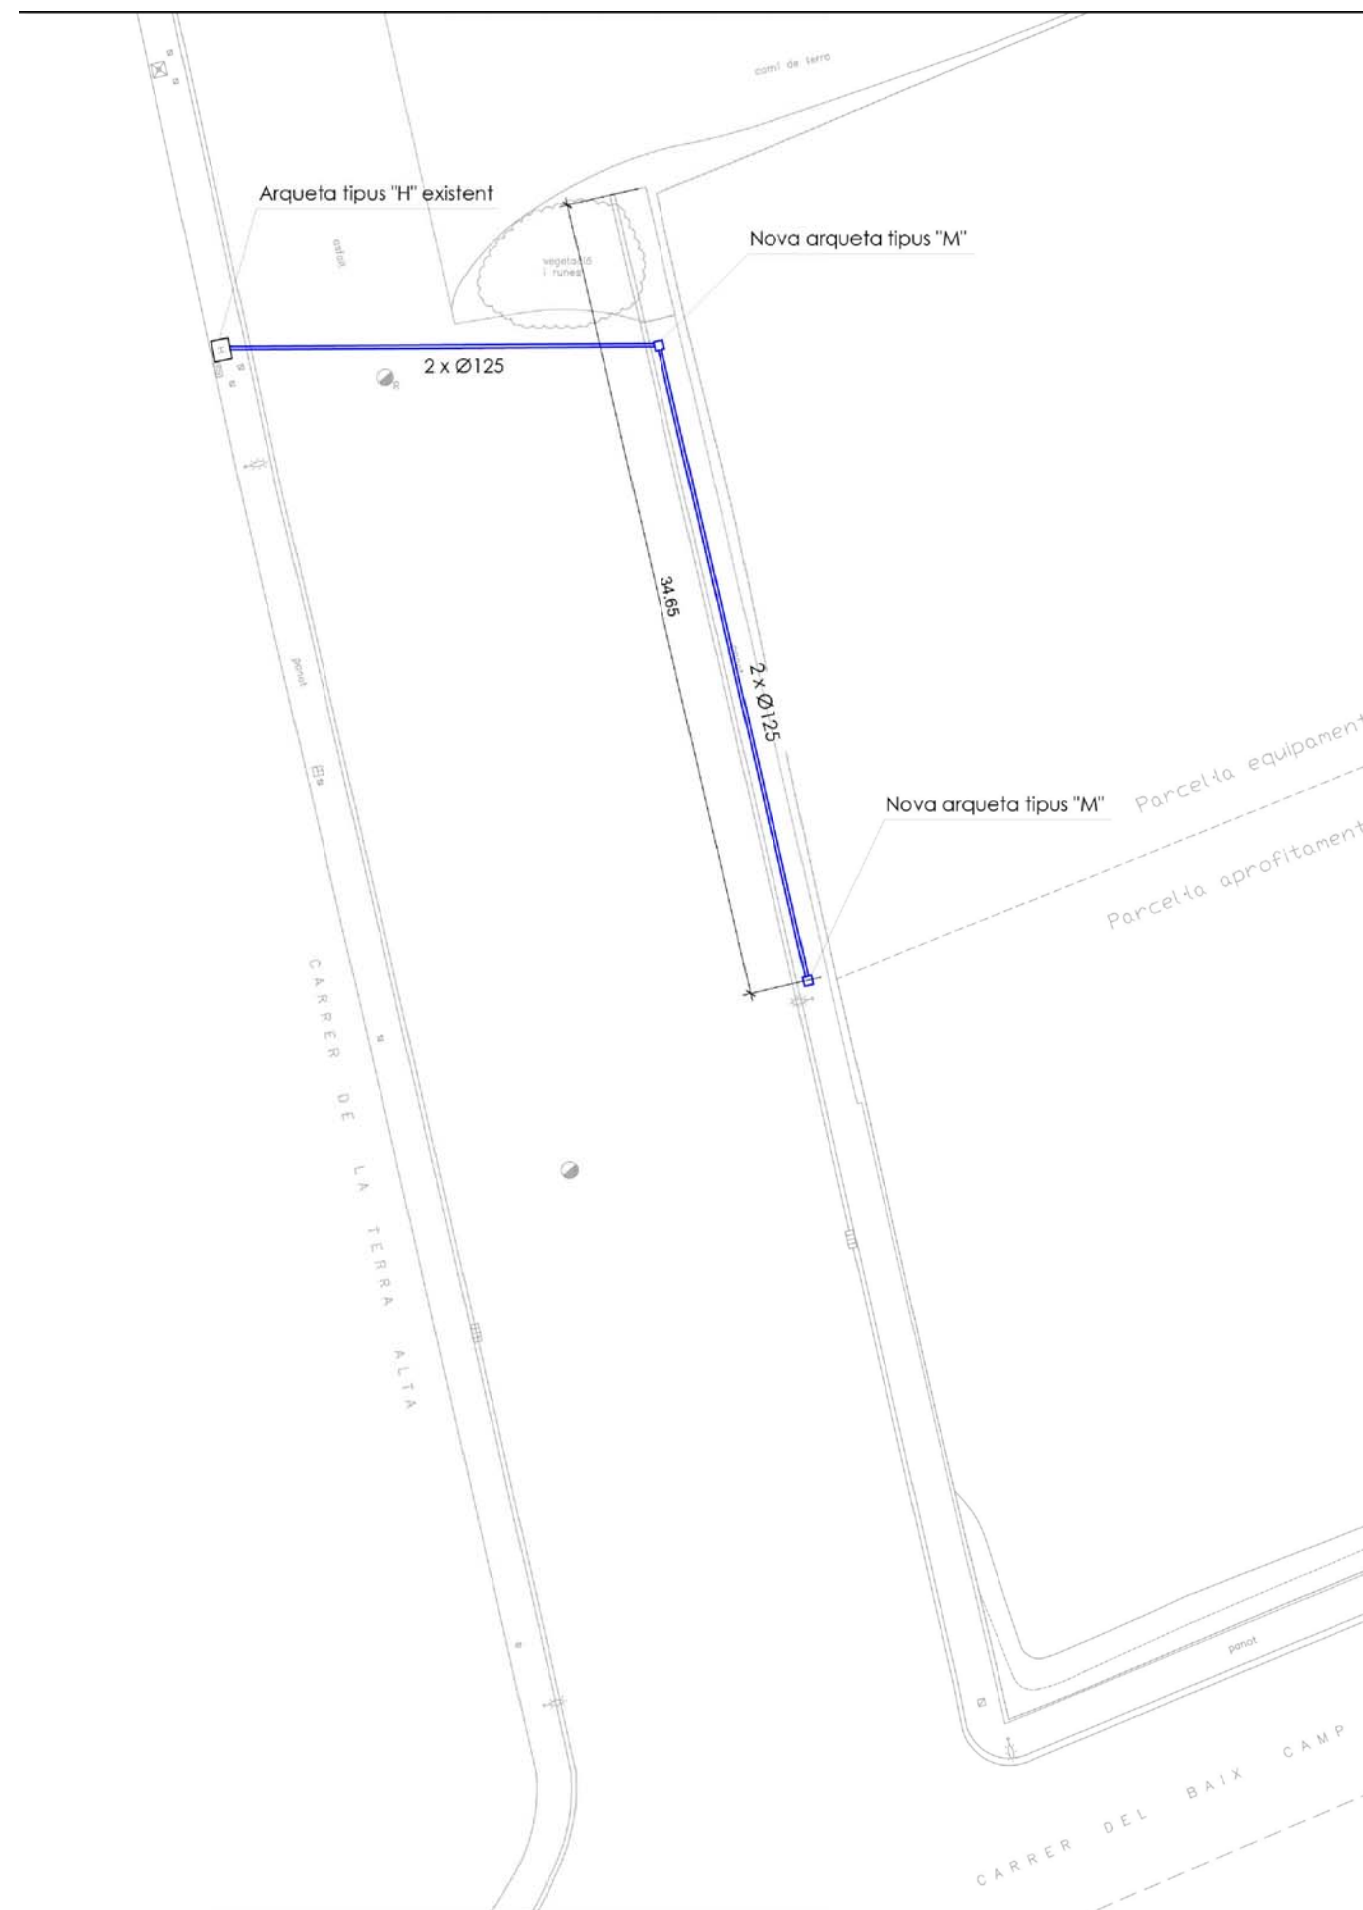 camí de terra
Arqueta tipus "H" existent
Nova arqueta tipus "M"
asfalt
vegetació
i runes
H
2 x Ø125
34.65
panot
2 x Ø125
Parcel·la equipament
Nova arqueta tipus "M"
Parcel·la aprofitament
CARRER DE LA TERRA ALTA
panot
CARRER DEL BAIX CAMP